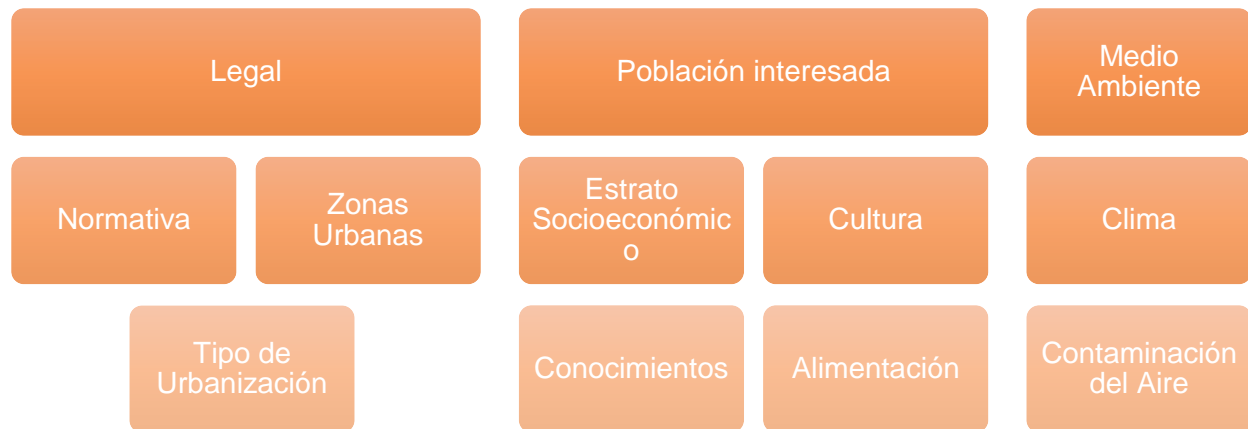 Legal
Población interesada
Medio
Ambiente
Normativa
Zonas
Urbanas
Estrato
Socioeconómic
o
Cultura
Clima
Tipo de
Urbanización
Conocimientos
Alimentación
Contaminación
del Aire